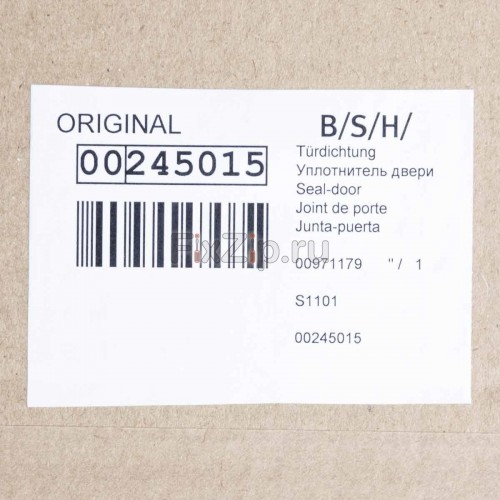 ORIGINAL
00245015
B/S/H/
Türdichtung
Уплотнитель двери
Seal-door
Joint de porte
Junta-puerta
00971179 "/ 1
S1101
00245015
FixZip.ru